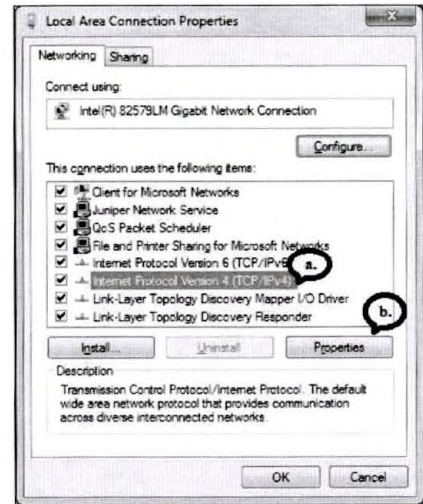 Local Area Connection Properties
Networking Sharing
Connect using:
Intel(R) 82579LM Gigabit Network Connection
Configure...
This connection uses the following items:
Client for Microsoft Networks
Juniper Network Service
QoS Packet Scheduler
File and Printer Sharing for Microsoft Networks
Internet Protocol Version 6 (TCP/IPv6
a.
Internet Protocol Version 4 (TCP/IPv4)
Link-Layer Topology Discovery Mapper I/O Driver
Link-Layer Topology Discovery Responder
b.
Install... Uninstall Properties
Description
Transmission Control Protocol/Internet Protocol. The default
wide area network protocol that provides communication
across diverse interconnected networks.
OK Cancel